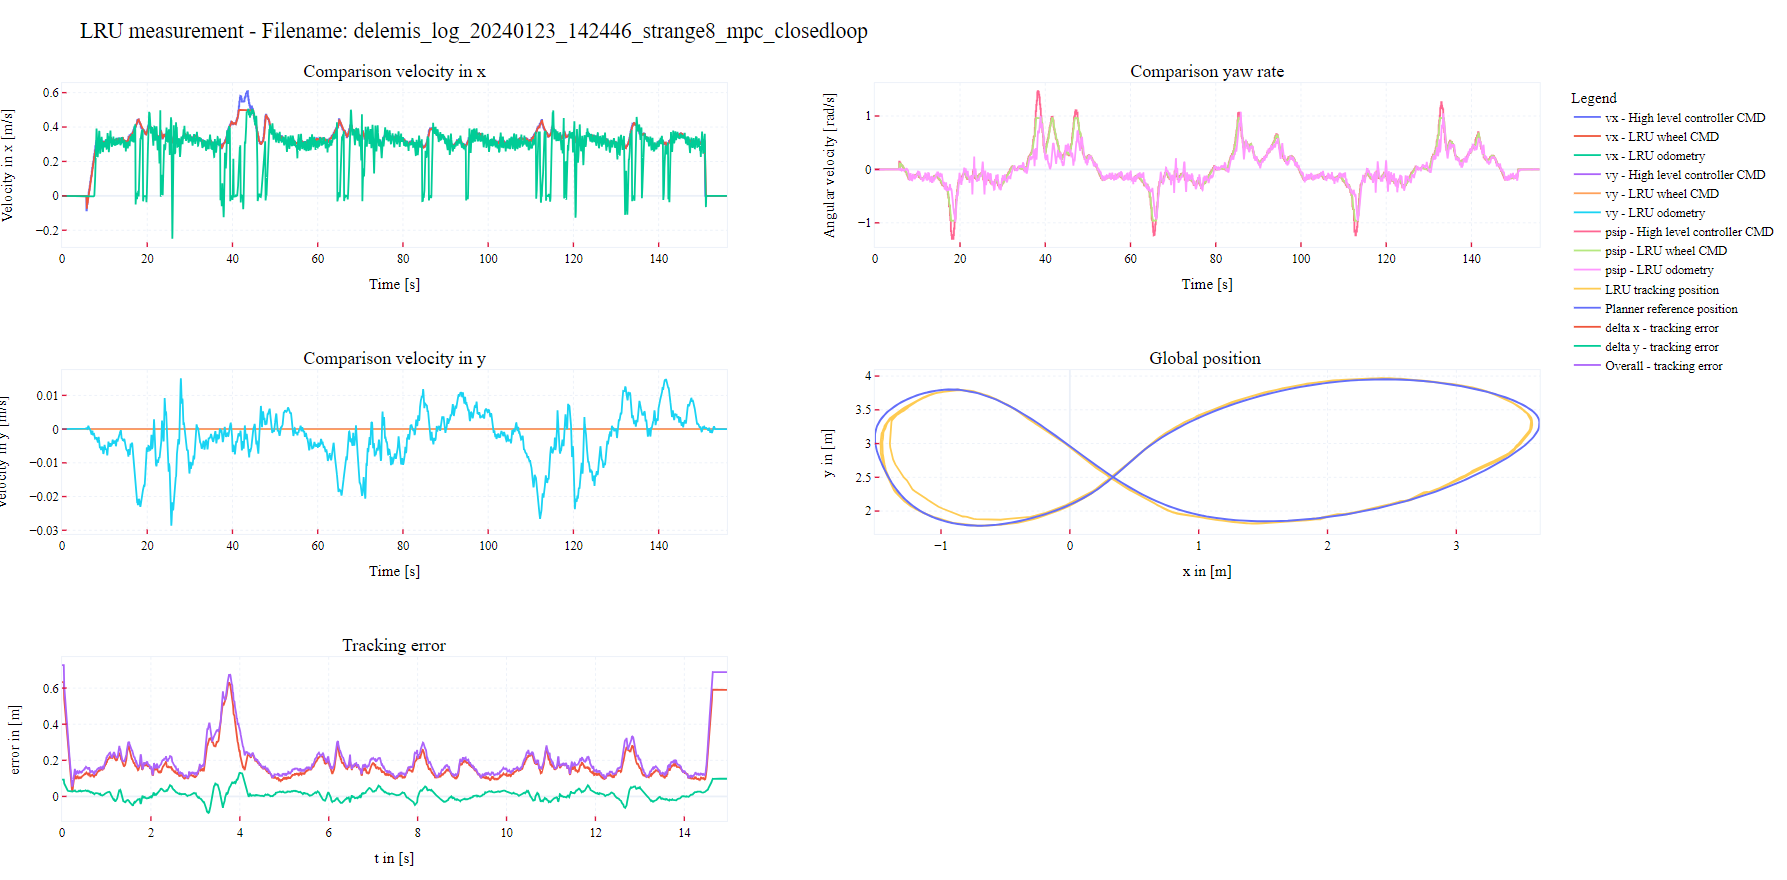 LRU measurement - Filename: delemis_log_20240123_142446_strange8_mpc_closedloop
Comparison velocity in x
Velocity in x [m/s]
0.6
0.4
0.2
0
−0.2
0 20 40 60 80 100 120 140
Time [s]
Comparison yaw rate
Angular velocity [rad/s]
1
0
−1
0 20 40 60 80 100 120 140
Time [s]
Legend
vx - High level controller CMD
vx - LRU wheel CMD
vx - LRU odometry
vy - High level controller CMD
vy - LRU wheel CMD
vy - LRU odometry
psip - High level controller CMD
psip - LRU wheel CMD
psip - LRU odometry
LRU tracking position
Planner reference position
delta x - tracking error
delta y - tracking error
Overall - tracking error
Comparison velocity in y
Velocity in y [m/s]
0.01
0
−0.01
−0.02
−0.03
0 20 40 60 80 100 120 140
Time [s]
Global position
y in [m]
4
3.5
3
2.5
2
−1 0 1 2 3
x in [m]
Tracking error
error in [m]
0.6
0.4
0.2
0
0 2 4 6 8 10 12 14
t in [s]